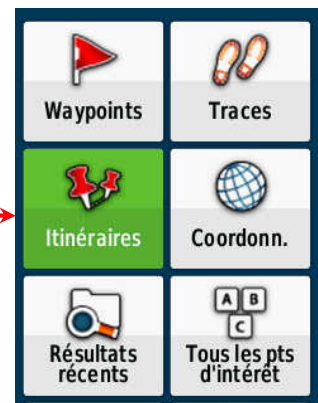 Waypoints
Traces
Itinéraires
Coordonn.
Résultats
récents
A B
C
Tous les pts
d'intérêt